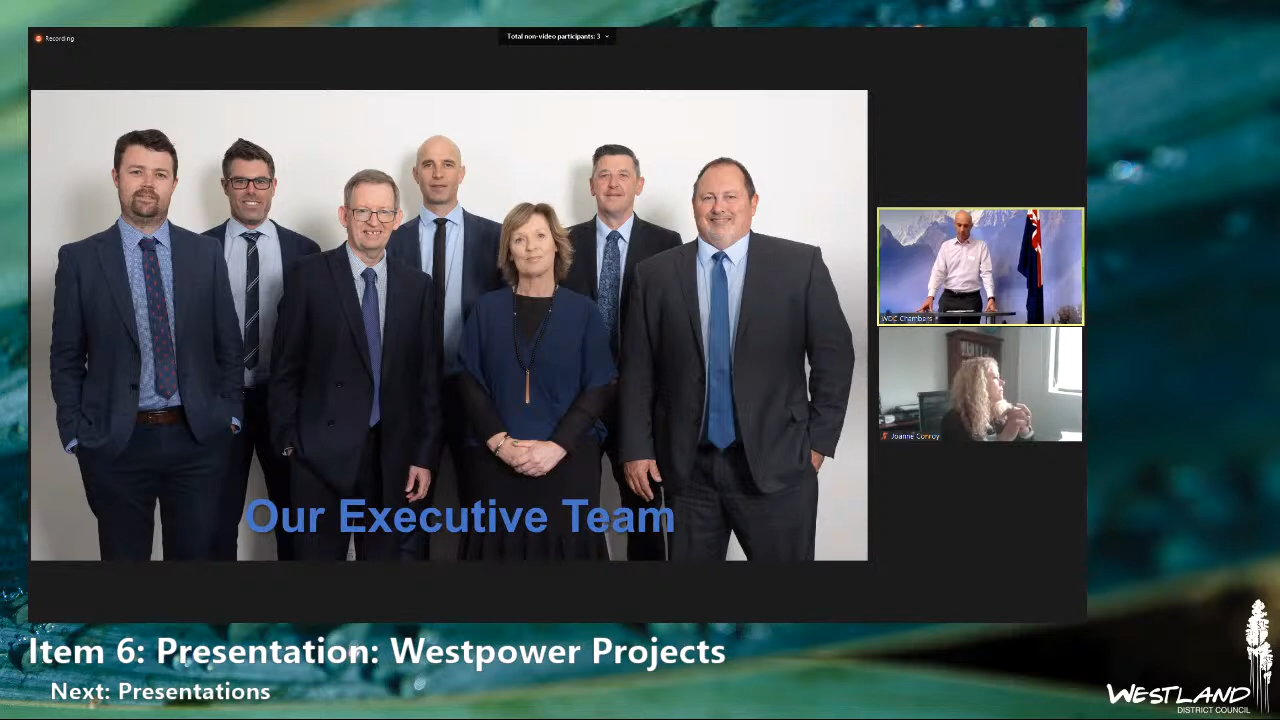 Recording
Total non-video participants: 3
Our Executive Team
WDC Chambers
Joanne Conroy
Item 6: Presentation: Westpower Projects
Next: Presentations
WESTLAND
DISTRICT COUNCIL